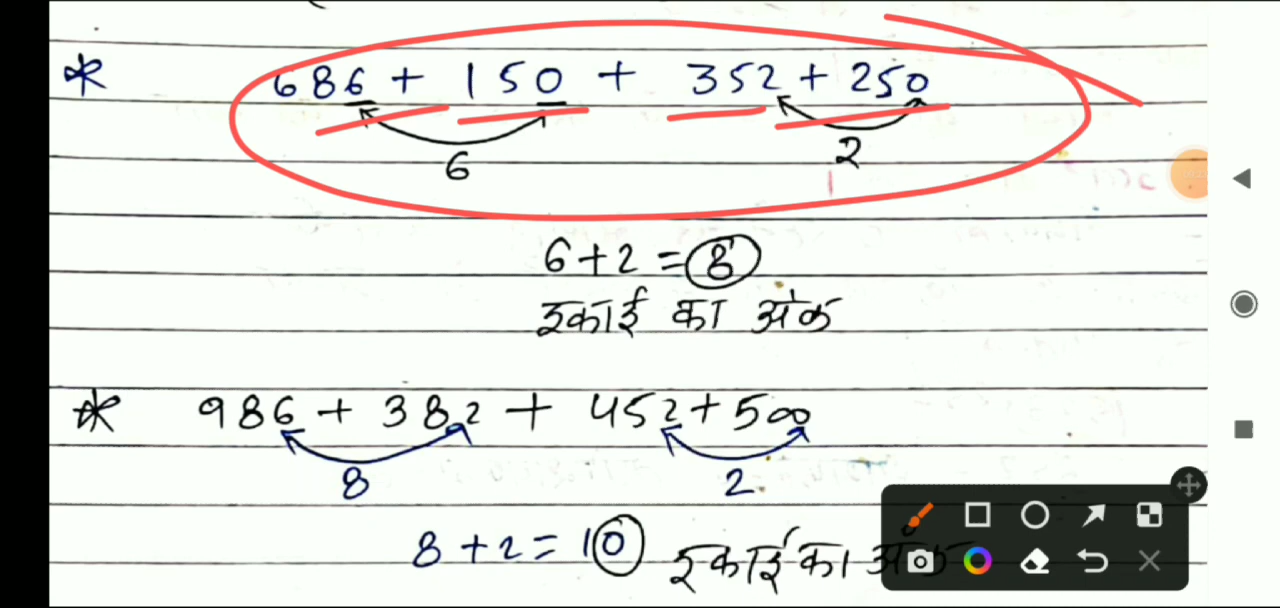 * 686 + 150 + 352 + 250
6 2
6+2 = 8
इकाई का अंक
* 986 + 382 + 452 + 500
8 2
8 + 2 = 10 इकाई का अंक